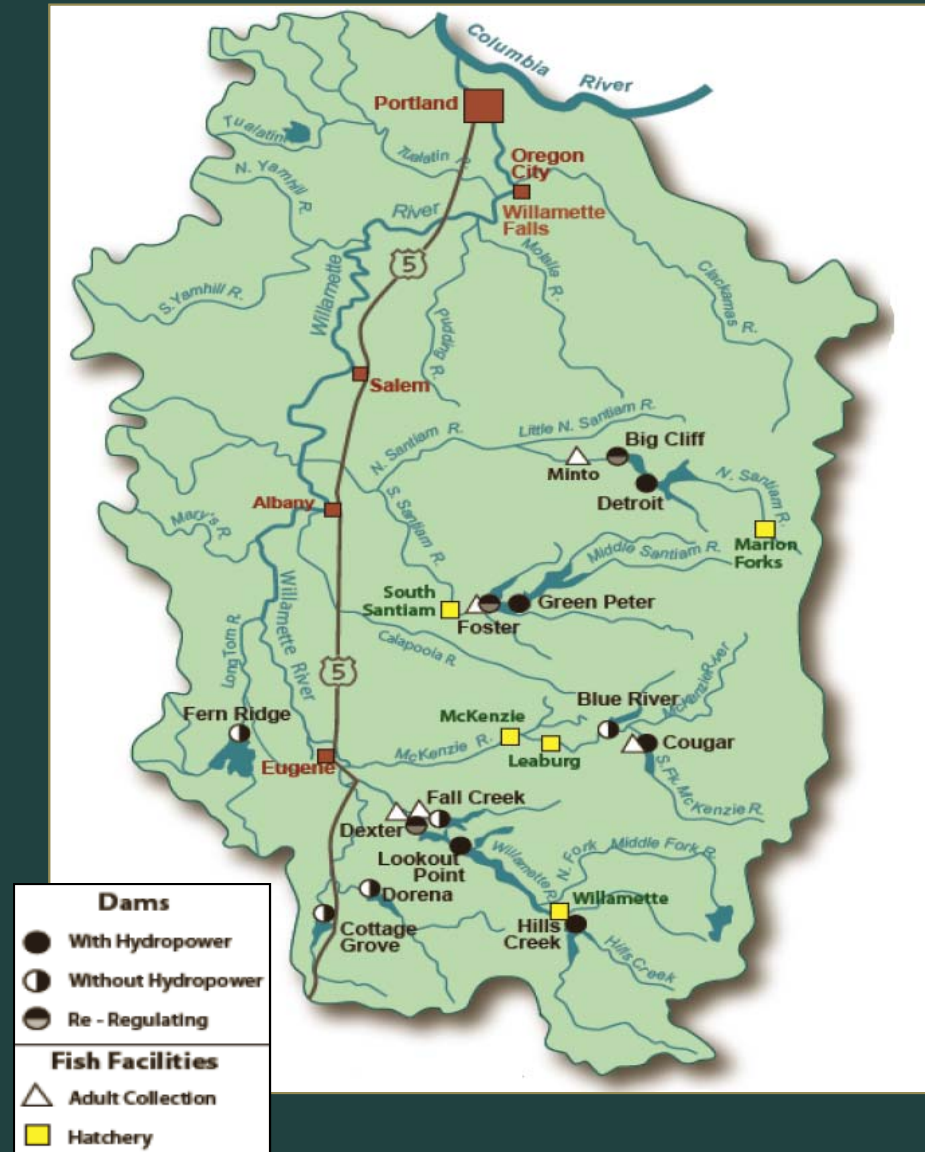 Columbia River
Portland
Tualatin
Tualatin R.
Oregon
City
N. Yamhill R.
River
Willamette
Falls
5
Willamette
Molalla R.
Clackamas R.
S. Yamhill R.
Pudding R.
Salem
Little N. Santiam R.
N. Santiam R.
Big Cliff
Minto
N. Santiam R.
Detroit
Albany
S. Santiam R.
Mary's R.
Marion
Forks
Middle Santiam R.
Willamette River
South
Santiam
Green Peter
Foster
Calapooia R.
Long Tom R.
5
McKenzie River
Blue River
Fern Ridge
McKenzie
Cougar
McKenzie R.
Leaburg
Eugene
S. Fk. McKenzie R.
Fall Creek
Dexter
Lookout
Point
Willamette R.
N. Fork Middle Fork R.
Dorena
Willamette
Cottage
Grove
Hills
Creek
Hills Creek
Dams
With Hydropower
Without Hydropower
Re - Regulating
Fish Facilities
Adult Collection
Hatchery